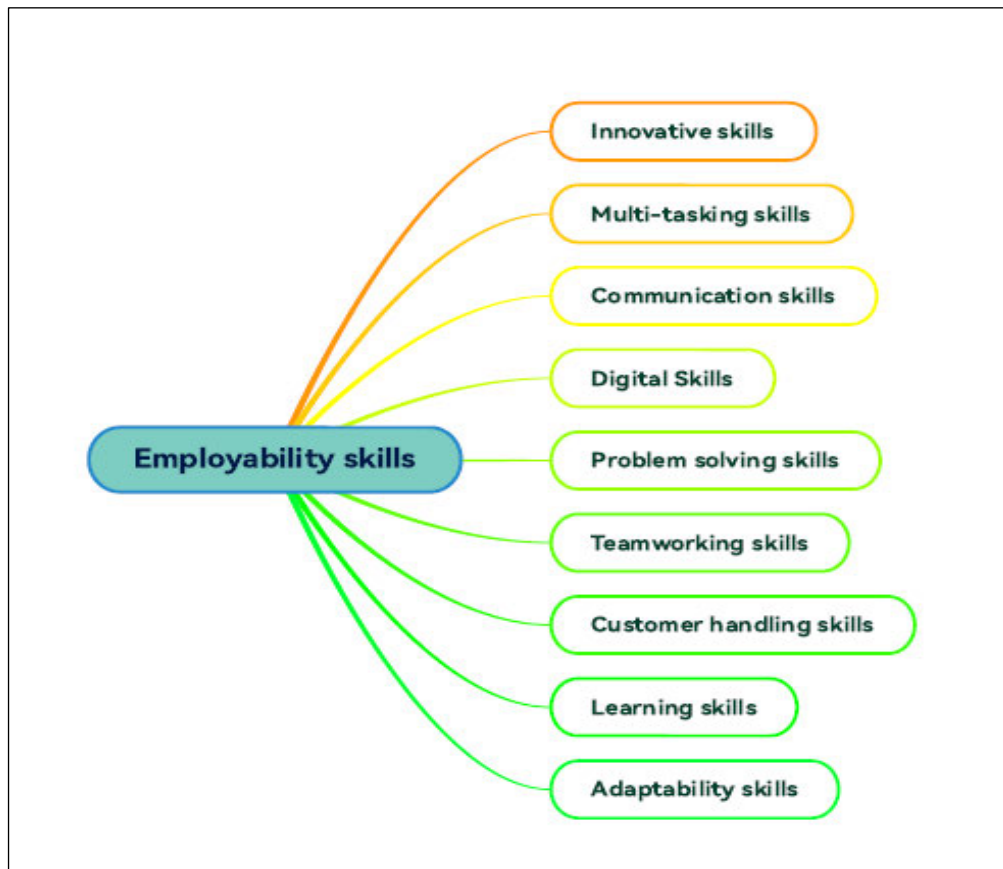 Innovative skills
Multi-tasking skills
Communication skills
Digital Skills
Employability skills
Problem solving skills
Teamworking skills
Customer handling skills
Learning skills
Adaptability skills